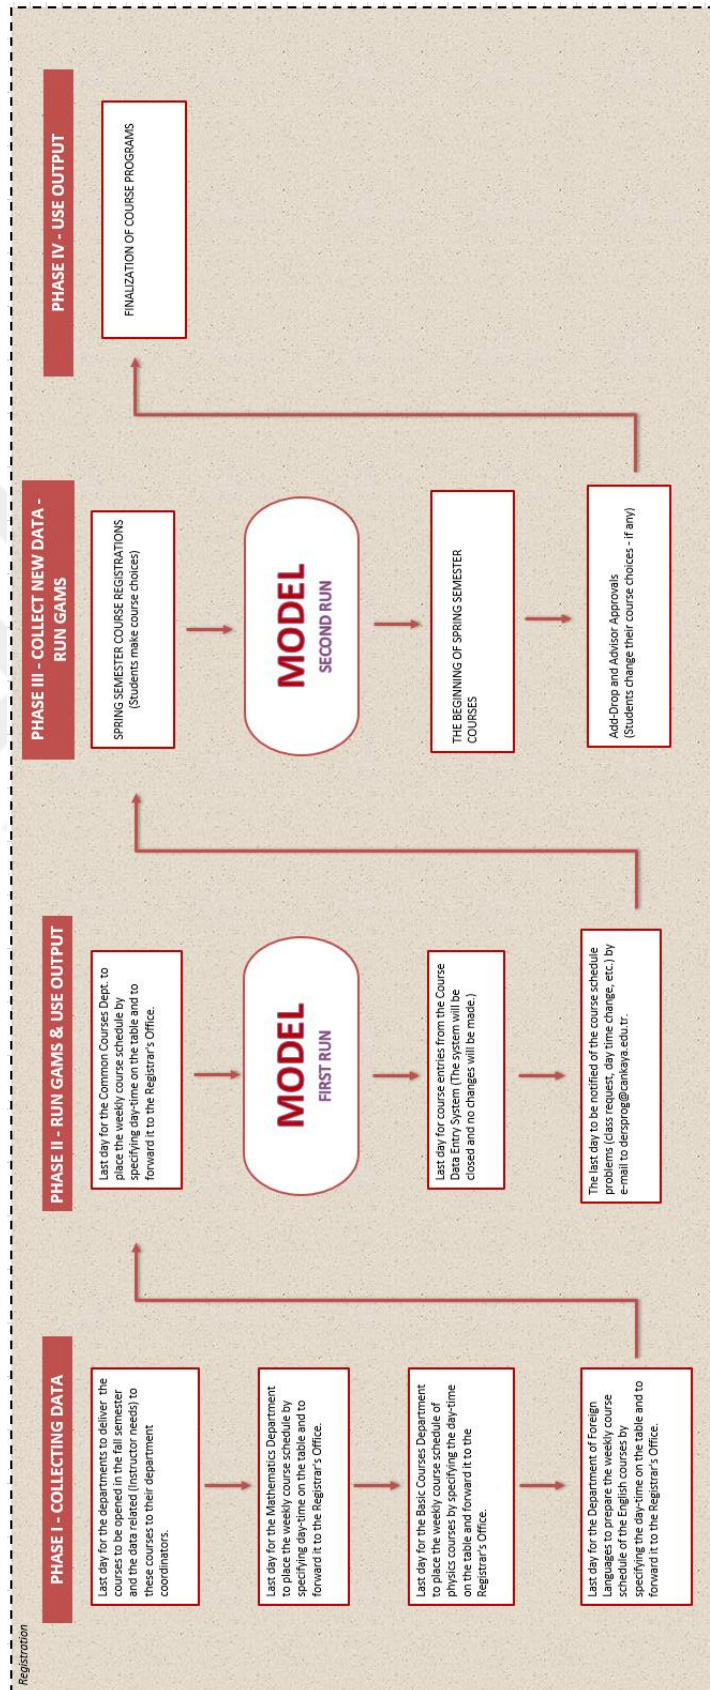 Registration
PHASE I - COLLECTING DATA
Last day for the departments to deliver the
courses to be opened in the fall semester
and the data related (Instructor needs) to
these courses to their department
coordinators.
Last day for the Mathematics Department
to place the weekly course schedule by
specifying day-time on the table and to
forward it to the Registrar's Office.
Last day for the Basic Courses Department
to place the weekly course schedule of
physics courses by specifying the day-time
on the table and forward it to the
Registrar's Office.
Last day for the Department of Foreign
Languages to prepare the weekly course
schedule of the English courses by
specifying the day-time on the table and to
forward it to the Registrar's Office.
PHASE II - RUN GAMS & USE OUTPUT
Last day for the Common Courses Dept. to
place the weekly course schedule by
specifying day-time on the table and to
forward it to the Registrar's Office.
MODEL
FIRST RUN
Last day for course entries from the Course
Data Entry System (The system will be
closed and no changes will be made.)
The last day to be notified of the course schedule
problems (class request, day time change, etc.) by
e-mail to dersprog@cankaya.edu.tr.
PHASE III - COLLECT NEW DATA -
RUN GAMS
SPRING SEMESTER COURSE REGISTRATIONS
(Students make course choices)
MODEL
SECOND RUN
THE BEGINNING OF SPRING SEMESTER
COURSES
Add-Drop and Advisor Approvals
(Students change their course choices - if any)
PHASE IV - USE OUTPUT
FINALIZATION OF COURSE PROGRAMS